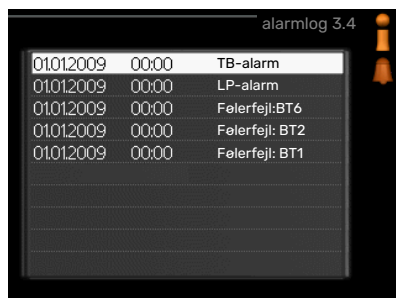 alarmlog 3.4
01.01.2009 00:00 TB-alarm
01.01.2009 00:00 LP-alarm
01.01.2009 00:00 Følerfejl:BT6
01.01.2009 00:00 Følerfejl: BT2
01.01.2009 00:00 Følerfejl: BT1